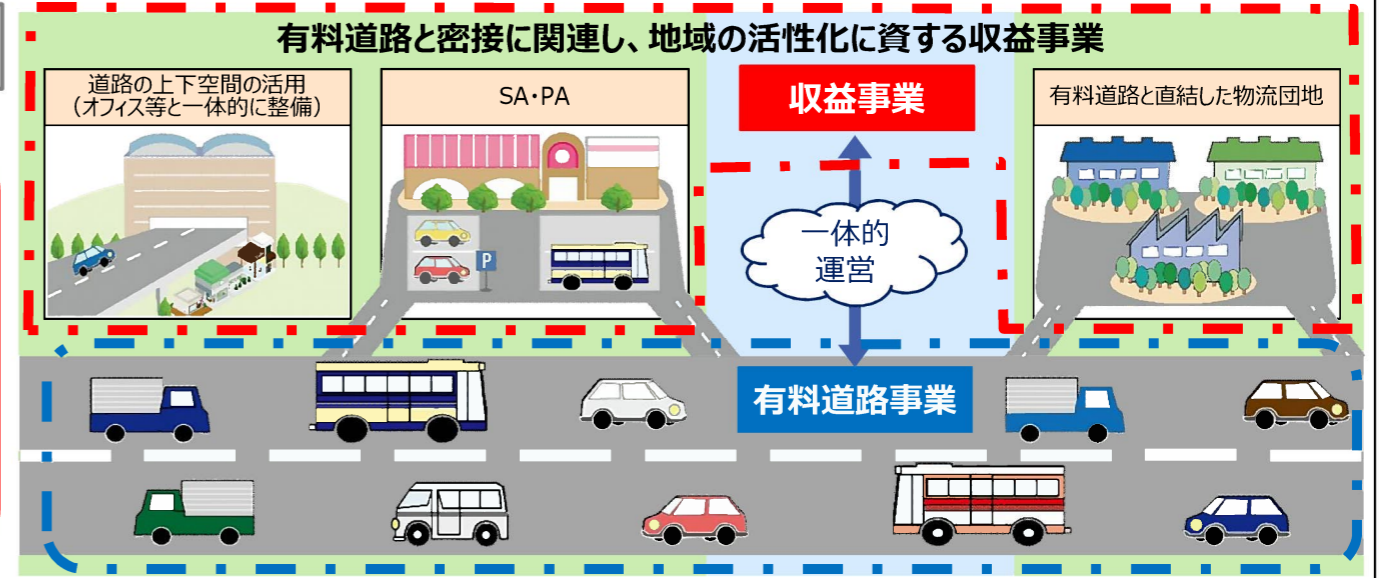 有料道路と密接に関連し、地域の活性化に資する収益事業
道路の上下空間の活用
（オフィス等と一体的に整備）
SA・PA
収益事業
有料道路と直結した物流団地
P
一体的
運営
有料道路事業